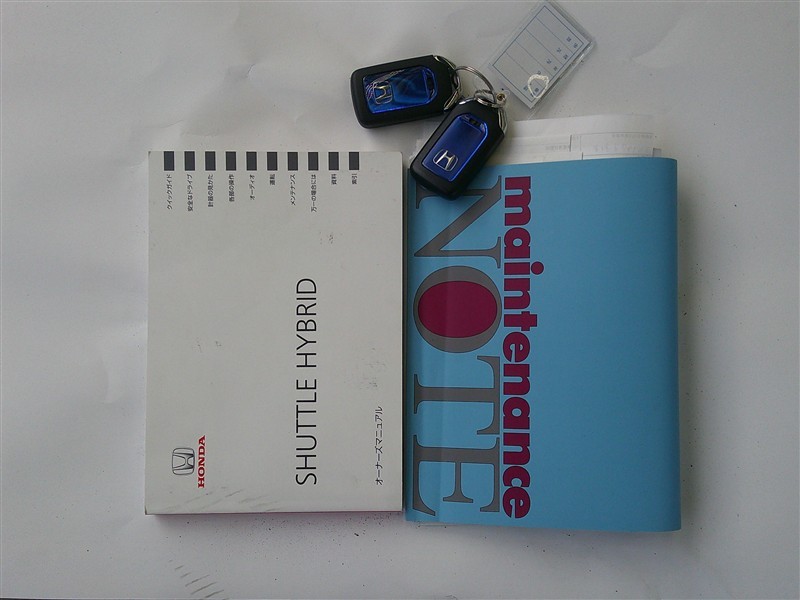 クイックガイド
安全なドライブ
計器の見かた
各部の操作
オーディオ
運転
メンテナンス
万一の場合には
資料
索引
SHUTTLE HYBRID
オーナーズマニュアル
HONDA
maintenance
NOTE